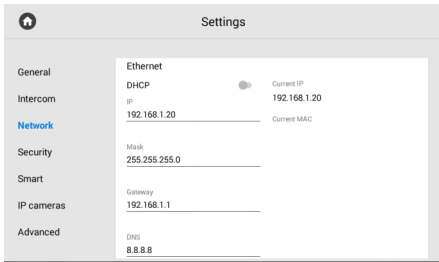 Settings
General
Intercom
Network
Security
Smart
IP cameras
Advanced
Ethernet
DHCP
IP
192.168.1.20
Mask
255.255.255.0
Gateway
192.168.1.1
DNS
8.8.8.8
Current IP
192.168.1.20
Current MAC